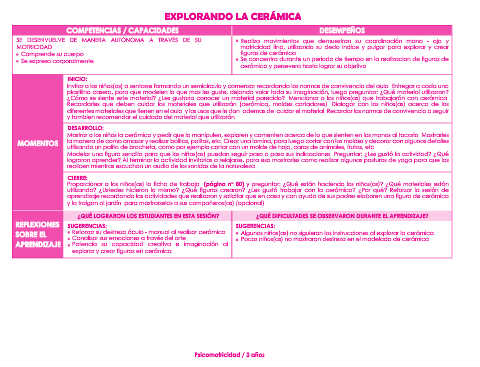 EXPLORANDO LA CERÁMICA
COMPETENCIAS / CAPACIDADES
DESEMPEÑOS
SE DESENVUELVE DE MANERA AUTÓNOMA A TRAVÉS DE SU
MOTRICIDAD
• Comprende su cuerpo
• Se expresa corporalmente
• Realiza movimientos que demuestran su coordinación mano - ojo y
motricidad fina, utilizando su dedo índice y pulgar para explorar y crear
figuras de cerámica
• Se concentra durante un período de tiempo en la realización de figuras de
cerámica y persevera hasta lograr su objetivo
MOMENTOS
INICIO:
Invitar a los niños(as) a sentarse formando un semicírculo y comenzar recordando las normas de convivencia del aula. Entregar a cada uno
plastilina casera, para que modelen lo que más les guste, dejando volar toda su imaginación, luego preguntar: ¿Qué material utilizaron?
¿Cómo se siente este material? ¿Les gustaría conocer un material parecido? Mencionar a los niños(as) que trabajarán con cerámica.
Recordarles que deben cuidar los materiales que utilizarán (cerámica, moldes cortadores). Dialogar con los niños(as) acerca de los
diferentes materiales que tienen en el aula y los usos que le dan además de cuidar el material. Recordar las normas de convivencia a seguir
y también recomendar el cuidado del material que utilizarán
DESARROLLO:
Mostrar a los niños la cerámica y pedir que la manipulen, exploren y comenten acerca de lo que sienten en las manos al tocarla. Mostrarles
la manera de cómo amasar y realizar bolitas, palitos, etc. Crear una lámina, para luego cortar con los moldes y decorar con algunos detalles
utilizando un palito de brocheta, como por ejemplo cortar con un molde de hoja, parar de animales, frutas, etc
Modelar una figura sencilla para que los niños(as) puedan seguir paso a paso sus indicaciones. Preguntar: ¿Les gustó la actividad? ¿Qué
lograron aprender? Al terminar la actividad invitarlos a relajarse, para eso mostrarles como realizar algunas posturas de yoga para que las
realicen mientras escuchan un audio de los sonidos de la naturaleza
CIERRE:
Proporcionar a los niños(as) la ficha de trabajo (página n° 80) y preguntar: ¿Qué están haciendo los niños(as)? ¿Qué materiales están
utilizando? ¿Ustedes hicieron lo mismo? ¿Qué figuras crearon? ¿Les gustó trabajar con la cerámica? ¿Por qué? Reforzar la sesión de
aprendizaje recordando las actividades que realizaron y solicitar que en casa y con ayuda de sus padres elaboren una figura de cerámica
y la traigan al jardín para mostrársela a sus compañeros(as) (opcional)
REFLEXIONES
SOBRE EL
APRENDIZAJE
¿QUÉ LOGRARON LOS ESTUDIANTES EN ESTA SESIÓN?
SUGERENCIAS:
• Reforzar su destreza óculo - manual al realizar cerámica
• Canalizar sus emociones a través del arte
• Potenciar su capacidad creativa e imaginación al
explorar y crear figuras en cerámica
¿QUÉ DIFICULTADES SE OBSERVARON DURANTE EL APRENDIZAJE?
SUGERENCIAS:
• Algunos niños(as) no siguieron las instrucciones al explorar la cerámica
• Pocos niños(as) no mostraron destreza en el modelado de cerámica
Psicomotricidad / 3 años